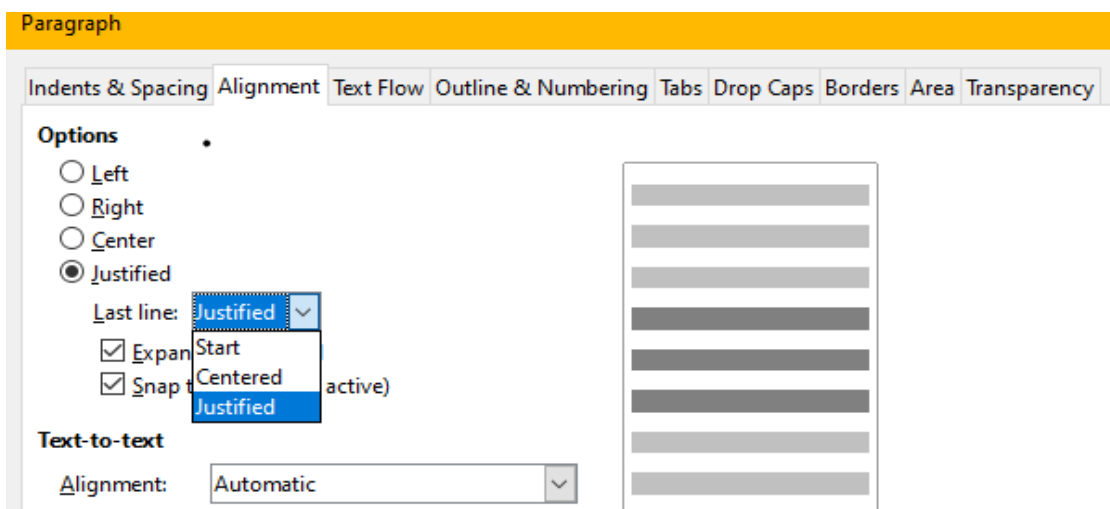 Paragraph
Indents & Spacing Alignment Text Flow Outline & Numbering Tabs Drop Caps Borders Area Transparency
Options
Left
Right
Center
Justified
Last line: Justified
Start
Centered
Justified
Expan
Snap t active)
Text-to-text
Alignment: Automatic